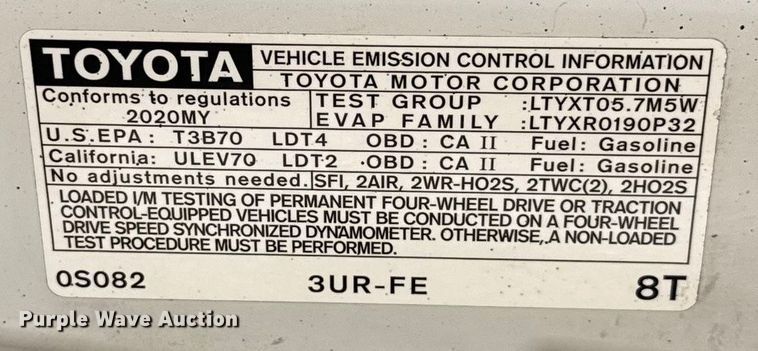 TOYOTA
VEHICLE EMISSION CONTROL INFORMATION
TOYOTA MOTOR CORPORATION
Conforms to regulations
2020MY
TEST GROUP :LTYXT05.7M5W
EVAP FAMILY :LTYXR0190P32
U.S.EPA: T3B70 LDT4 OBD: CA II Fuel: Gasoline
California: ULEV70 LDT2 OBD: CA II Fuel: Gasoline
No adjustments needed. SFI, 2AIR, 2WR-HO2S, 2TWC(2), 2HO2S
LOADED I/M TESTING OF PERMANENT FOUR-WHEEL DRIVE OR TRACTION
CONTROL-EQUIPPED VEHICLES MUST BE CONDUCTED ON A FOUR-WHEEL
DRIVE SPEED SYNCHRONIZED DYNAMOMETER. OTHERWISE, A NON-LOADED
TEST PROCEDURE MUST BE PERFORMED.
0S082 3UR-FE 8T
Purple Wave Auction